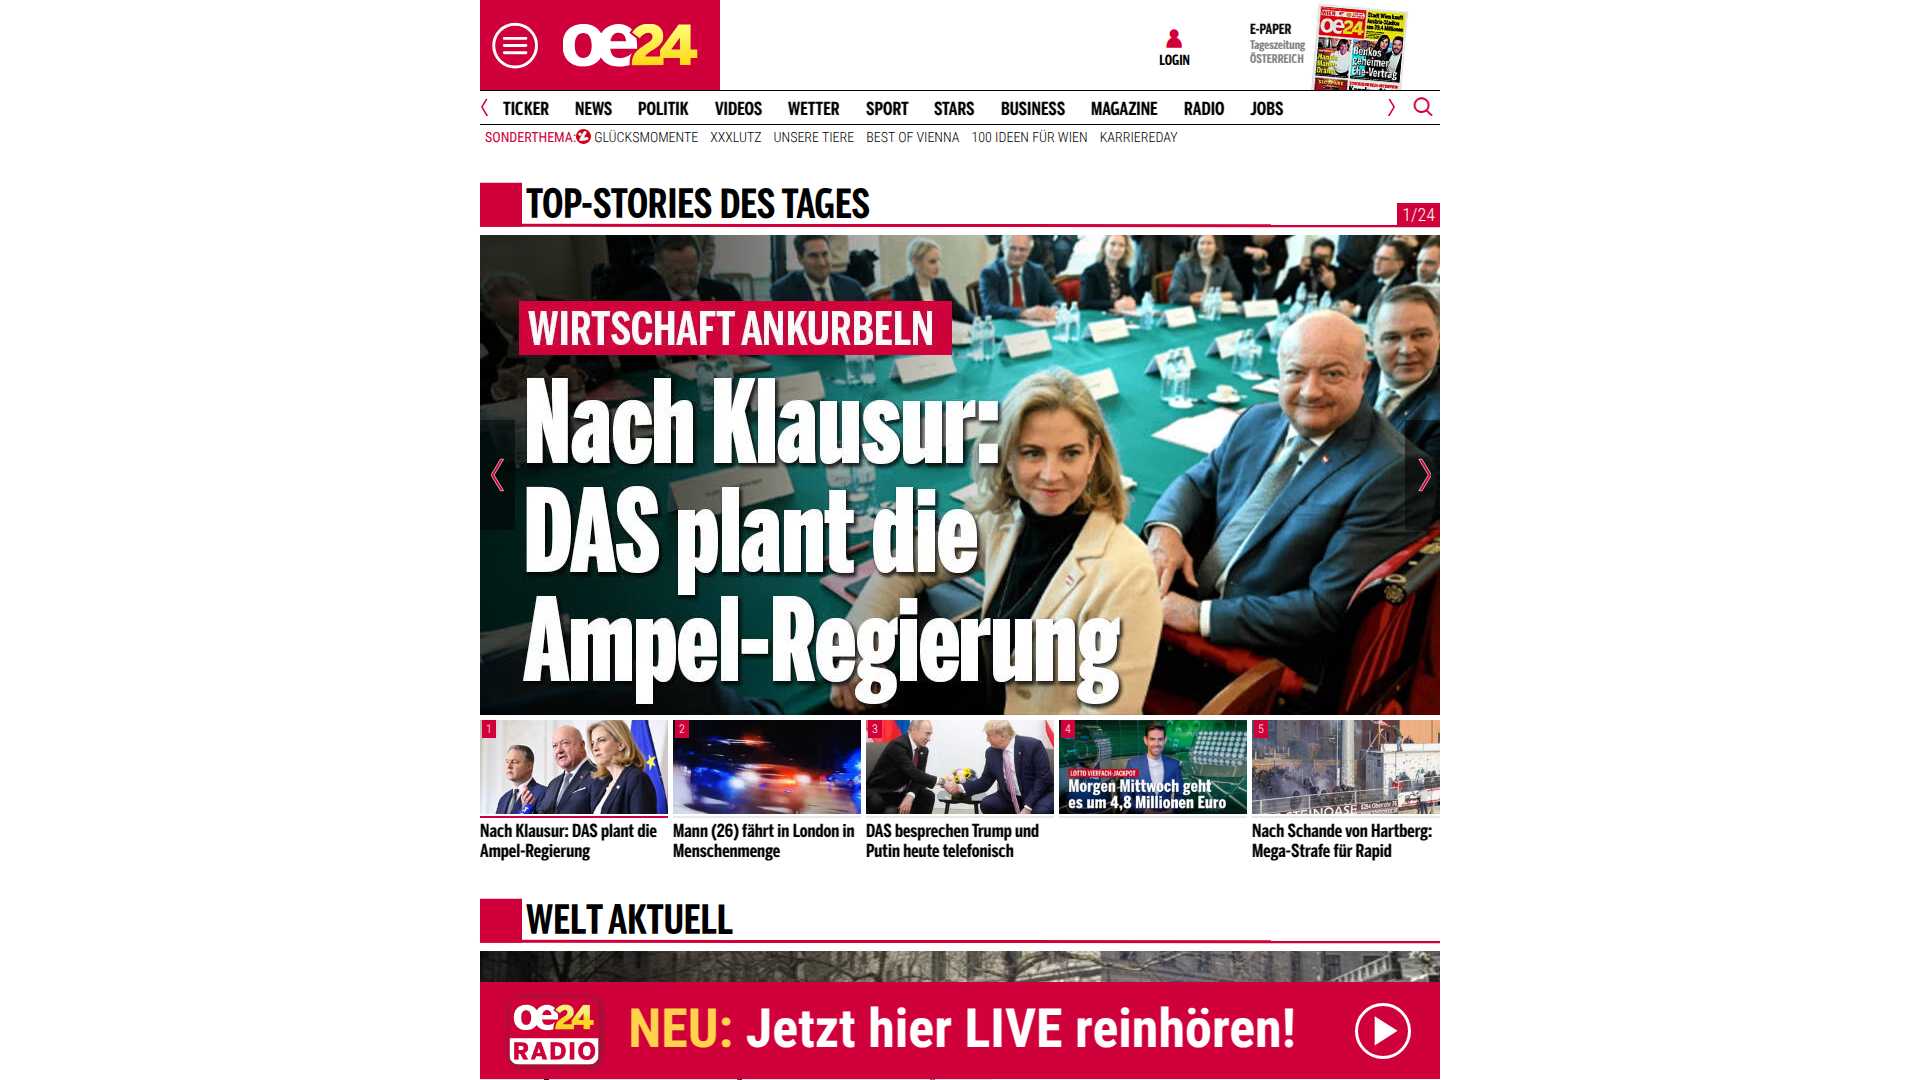 oe24
LOGIN
E-PAPER
Tageszeitung
ÖSTERREICH
oe24
TICKER NEWS POLITIK VIDEOS WETTER SPORT STARS BUSINESS MAGAZINE RADIO JOBS
SONDERTHEMA: GLÜCKSMOMENTE XXXLUTZ UNSERE TIERE BEST OF VIENNA 100 IDEEN FÜR WIEN KARRIEREDAY
TOP-STORIES DES TAGES
1/24
WIRTSCHAFT ANKURBELN
Nach Klausur:
DAS plant die
Ampel-Regierung
1
2
3
4
5
LOTTO VIERFACH-JACKPOT
Morgen Mittwoch geht
es um 4,8 Millionen Euro
Nach Klausur: DAS plant die
Ampel-Regierung
Mann (26) fährt in London in
Menschenmenge
DAS besprechen Trump und
Putin heute telefonisch
Nach Schande von Hartberg:
Mega-Strafe für Rapid
WELT AKTUELL
oe24
RADIO
NEU: Jetzt hier LIVE reinhören!